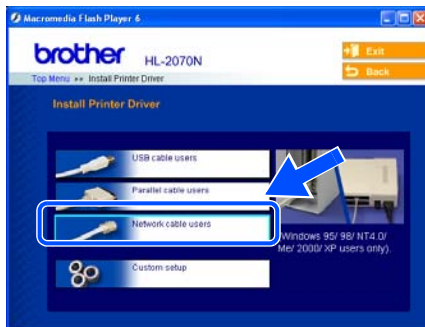 Macromedia Flash Player 6
brother
HL-2070N
Exit
Back
Top Menu ▸▸ Install Printer Driver
Install Printer Driver
USB cable users
Parallel cable users
Network cable users
Custom setup
Windows 95/ 98/ NT4.0/
Me/ 2000/ XP users only).